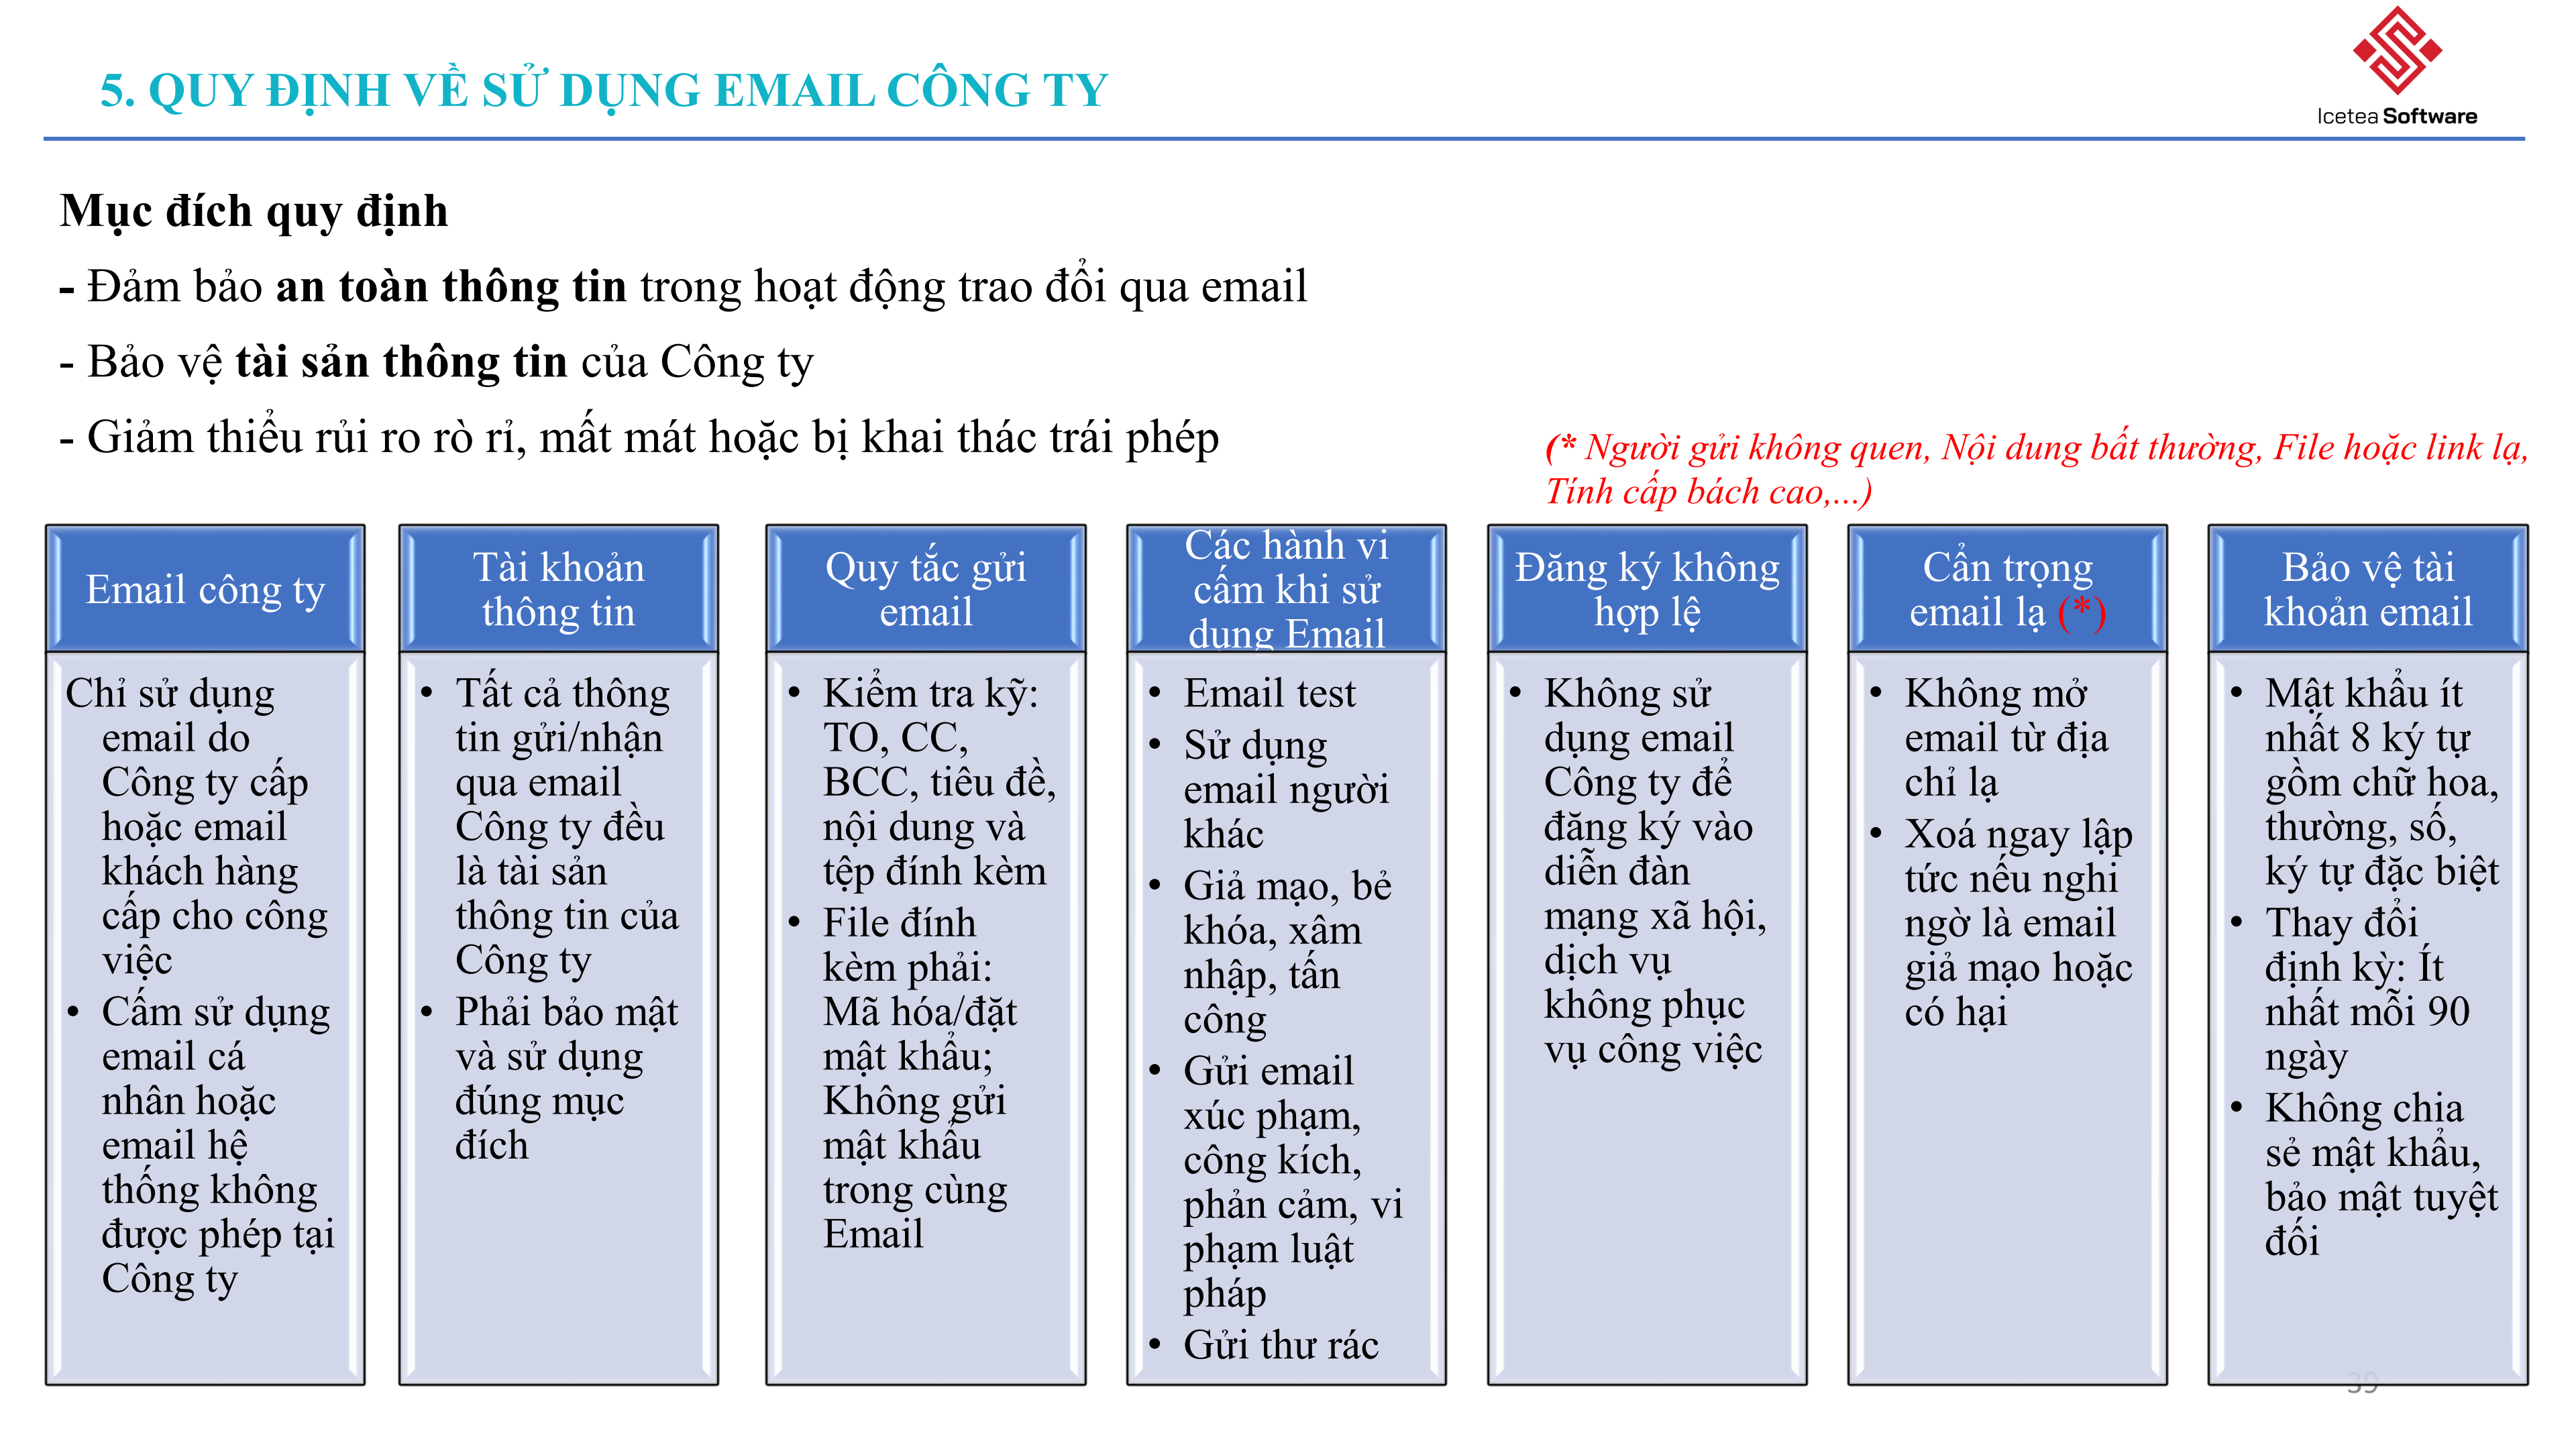 5. QUY ĐỊNH VỀ SỬ DỤNG EMAIL CÔNG TY
Icetea Software
Mục đích quy định
- Đảm bảo an toàn thông tin trong hoạt động trao đổi qua email
- Bảo vệ tài sản thông tin của Công ty
- Giảm thiểu rủi ro rò rỉ, mất mát hoặc bị khai thác trái phép
(* Người gửi không quen, Nội dung bất thường, File hoặc link lạ,
Tính cấp bách cao,...)
Email công ty
Chỉ sử dụng
email do
Công ty cấp
hoặc email
khách hàng
cấp cho công
việc
• Cấm sử dụng
email cá
nhân hoặc
email hệ
thống không
được phép tại
Công ty
Tài khoản
thông tin
• Tất cả thông
tin gửi/nhận
qua email
Công ty đều
là tài sản
thông tin của
Công ty
• Phải bảo mật
và sử dụng
đúng mục
đích
Quy tắc gửi
email
• Kiểm tra kỹ:
TO, CC,
BCC, tiêu đề,
nội dung và
tệp đính kèm
• File đính
kèm phải:
Mã hóa/đặt
mật khẩu;
Không gửi
mật khẩu
trong cùng
Email
Các hành vi
cấm khi sử
dụng Email
• Email test
• Sử dụng
email người
khác
• Giả mạo, bẻ
khóa, xâm
nhập, tấn
công
• Gửi email
xúc phạm,
công kích,
phản cảm, vi
phạm luật
pháp
• Gửi thư rác
Đăng ký không
hợp lệ
• Không sử
dụng email
Công ty để
đăng ký vào
diễn đàn
mạng xã hội,
dịch vụ
không phục
vụ công việc
Cẩn trọng
email lạ (*)
• Không mở
email từ địa
chỉ lạ
• Xoá ngay lập
tức nếu nghi
ngờ là email
giả mạo hoặc
có hại
Bảo vệ tài
khoản email
• Mật khẩu ít
nhất 8 ký tự
gồm chữ hoa,
thường, số,
ký tự đặc biệt
• Thay đổi
định kỳ: Ít
nhất mỗi 90
ngày
• Không chia
sẻ mật khẩu,
bảo mật tuyệt
đối
39